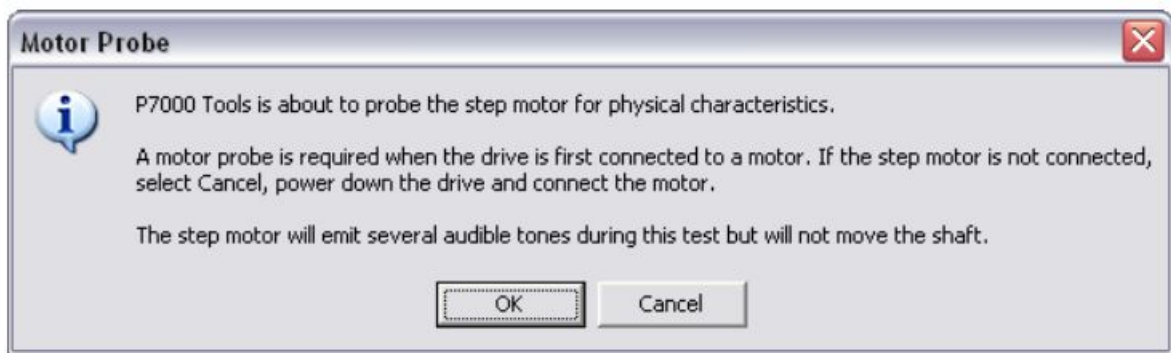 Motor Probe
P7000 Tools is about to probe the step motor for physical characteristics.
A motor probe is required when the drive is first connected to a motor. If the step motor is not connected,
select Cancel, power down the drive and connect the motor.
The step motor will emit several audible tones during this test but will not move the shaft.
OK
Cancel